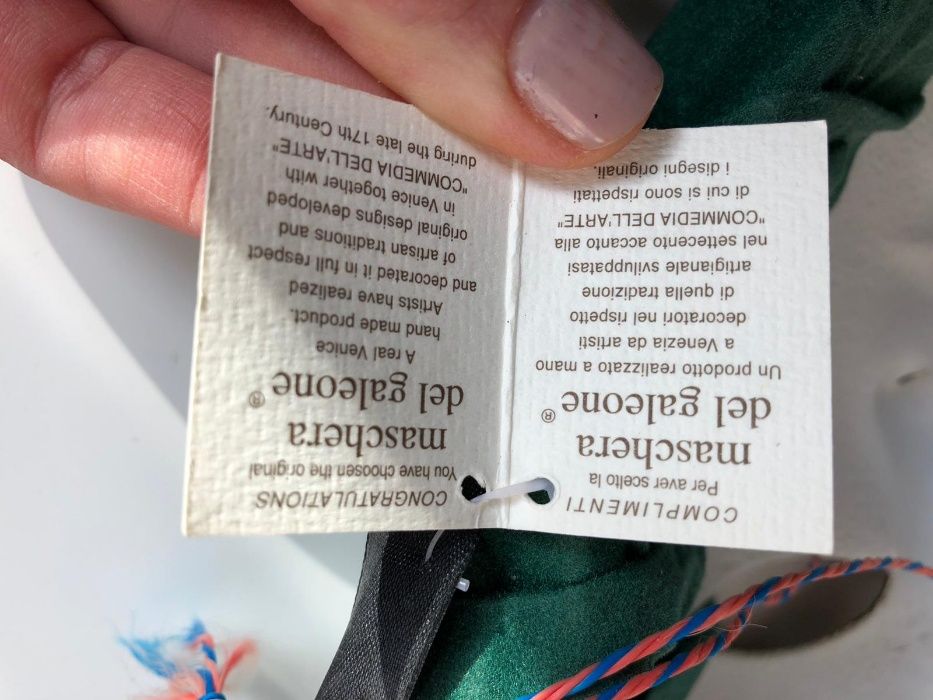 COMPLIMENTI
Per aver scelto la
maschera
del galeone®
Un prodotto realizzato a mano
a Venezia da artisti
decoratori nel rispetto
di quella tradizione
artigianale sviluppatasi
nel settecento accanto alla
"COMMEDIA DELL'ARTE"
di cui si sono rispettati
i disegni originali.
CONGRATULATIONS
You have choosen the original
maschera
del galeone®
A real Venice
hand made product.
Artists have realized
and decorated it in full respect
of artisan traditions and
original designs developed
in Venice together with
"COMMEDIA DELL'ARTE"
during the late 17th Century.